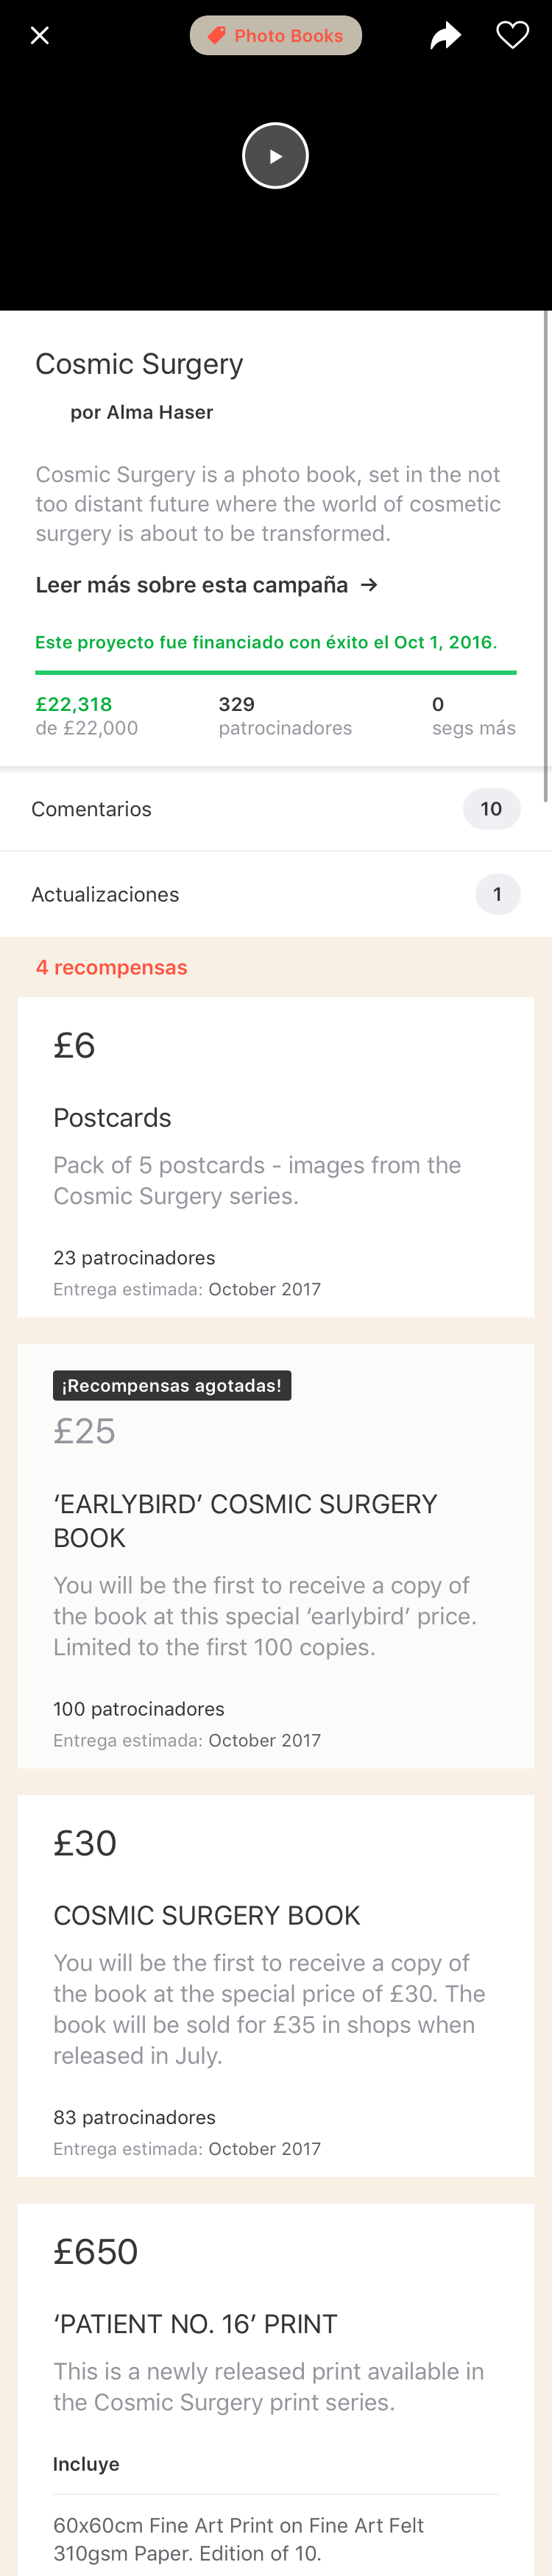 Photo Books
Cosmic Surgery
por Alma Haser
Cosmic Surgery is a photo book, set in the not
too distant future where the world of cosmetic
surgery is about to be transformed.
Leer más sobre esta campaña →
Este proyecto fue financiado con éxito el Oct 1, 2016.
£22,318
de £22,000
329
patrocinadores
0
segs más
Comentarios
10
Actualizaciones
1
4 recompensas
£6
Postcards
Pack of 5 postcards - images from the
Cosmic Surgery series.
23 patrocinadores
Entrega estimada: October 2017
¡Recompensas agotadas!
£25
‘EARLYBIRD’ COSMIC SURGERY
BOOK
You will be the first to receive a copy of
the book at this special ‘earlybird’ price.
Limited to the first 100 copies.
100 patrocinadores
Entrega estimada: October 2017
£30
COSMIC SURGERY BOOK
You will be the first to receive a copy of
the book at the special price of £30. The
book will be sold for £35 in shops when
released in July.
83 patrocinadores
Entrega estimada: October 2017
£650
‘PATIENT NO. 16’ PRINT
This is a newly released print available in
the Cosmic Surgery print series.
Incluye
60x60cm Fine Art Print on Fine Art Felt
310gsm Paper. Edition of 10.